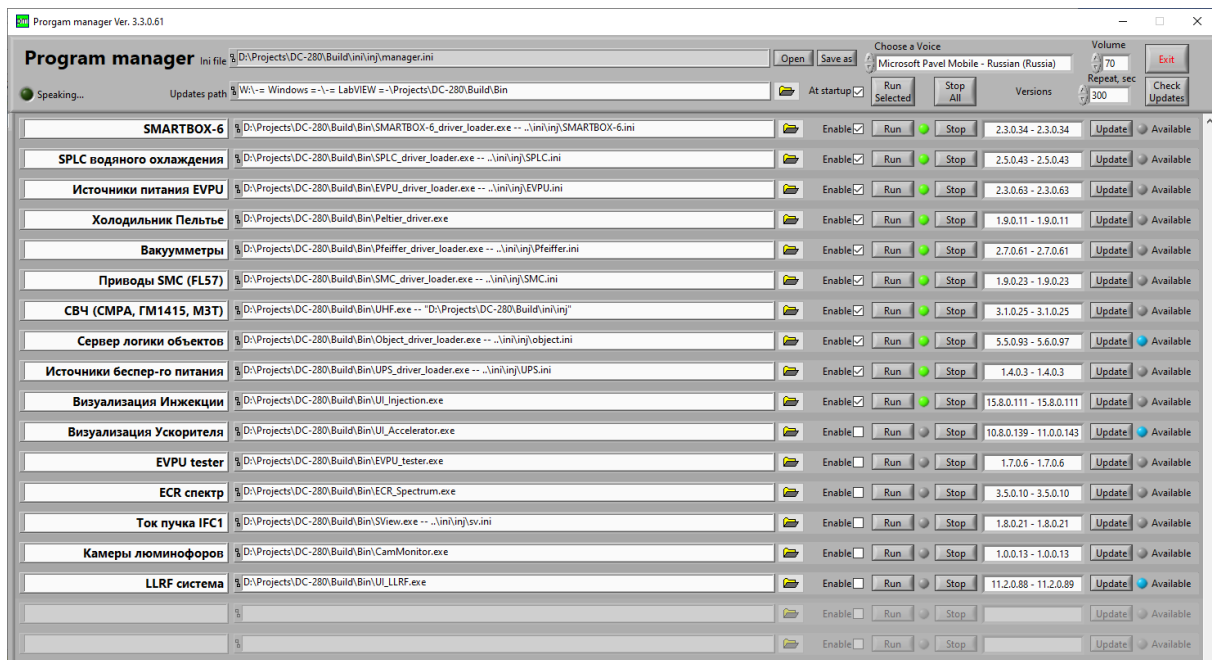 Prorgam manager Ver. 3.3.0.61
Program manager Ini file D:\Projects\DC-280\Build\ini\inj\manager.ini Open Save as Choose a Voice Microsoft Pavel Mobile - Russian (Russia) Volume 70 Exit
Speaking... Updates path W:\-= Windows =-\-= LabVIEW =-\Projects\DC-280\Build\Bin At startup Run Selected Stop All Versions Repeat, sec 300 Check Updates
SMARTBOX-6 D:\Projects\DC-280\Build\Bin\SMARTBOX-6_driver_loader.exe -- ..\ini\inj\SMARTBOX-6.ini Enable Run Stop 2.3.0.34 - 2.3.0.34 Update Available
SPLC водяного охлаждения D:\Projects\DC-280\Build\Bin\SPLC_driver_loader.exe -- ..\ini\inj\SPLC.ini Enable Run Stop 2.5.0.43 - 2.5.0.43 Update Available
Источники питания EVPU D:\Projects\DC-280\Build\Bin\EVPU_driver_loader.exe -- ..\ini\inj\EVPU.ini Enable Run Stop 2.3.0.63 - 2.3.0.63 Update Available
Холодильник Пельтье D:\Projects\DC-280\Build\Bin\Peltier_driver.exe Enable Run Stop 1.9.0.11 - 1.9.0.11 Update Available
Вакуумметры D:\Projects\DC-280\Build\Bin\Pfeiffer_driver_loader.exe -- ..\ini\inj\Pfeiffer.ini Enable Run Stop 2.7.0.61 - 2.7.0.61 Update Available
Приводы SMC (FL57) D:\Projects\DC-280\Build\Bin\SMC_driver_loader.exe -- ..\ini\inj\SMC.ini Enable Run Stop 1.9.0.23 - 1.9.0.23 Update Available
СВЧ (СМРА, ГМ1415, МЗТ) D:\Projects\DC-280\Build\Bin\UHF.exe -- "D:\Projects\DC-280\Build\ini\inj" Enable Run Stop 3.1.0.25 - 3.1.0.25 Update Available
Сервер логики объектов D:\Projects\DC-280\Build\Bin\Object_driver_loader.exe -- ..\ini\inj\object.ini Enable Run Stop 5.5.0.93 - 5.6.0.97 Update Available
Источники беспер-го питания D:\Projects\DC-280\Build\Bin\UPS_driver_loader.exe -- ..\ini\inj\UPS.ini Enable Run Stop 1.4.0.3 - 1.4.0.3 Update Available
Визуализация Инжекции D:\Projects\DC-280\Build\Bin\UI_Injection.exe Enable Run Stop 15.8.0.111 - 15.8.0.111 Update Available
Визуализация Ускорителя D:\Projects\DC-280\Build\Bin\UI_Accelerator.exe Enable Run Stop 10.8.0.139 - 11.0.0.143 Update Available
EVPU tester D:\Projects\DC-280\Build\Bin\EVPU_tester.exe Enable Run Stop 1.7.0.6 - 1.7.0.6 Update Available
ECR спектр D:\Projects\DC-280\Build\Bin\ECR_Spectrum.exe Enable Run Stop 3.5.0.10 - 3.5.0.10 Update Available
Ток пучка IFC1 D:\Projects\DC-280\Build\Bin\SView.exe -- ..\ini\inj\sv.ini Enable Run Stop 1.8.0.21 - 1.8.0.21 Update Available
Камеры люминофоров D:\Projects\DC-280\Build\Bin\CamMonitor.exe Enable Run Stop 1.0.0.13 - 1.0.0.13 Update Available
LLRF система D:\Projects\DC-280\Build\Bin\UI_LLRF.exe Enable Run Stop 11.2.0.88 - 11.2.0.89 Update Available
Enable Run Stop Update Available
Enable Run Stop Update Available